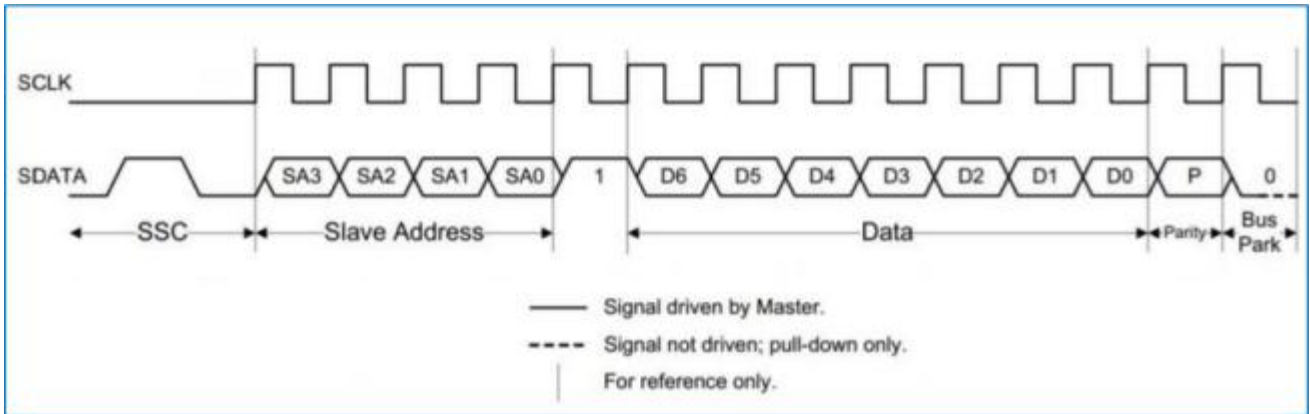 SCLK
SDATA SA3 SA2 SA1 SA0 1 D6 D5 D4 D3 D2 D1 D0 P 0
SSC Slave Address Data Parity Bus Park
Signal driven by Master.
Signal not driven; pull-down only.
For reference only.